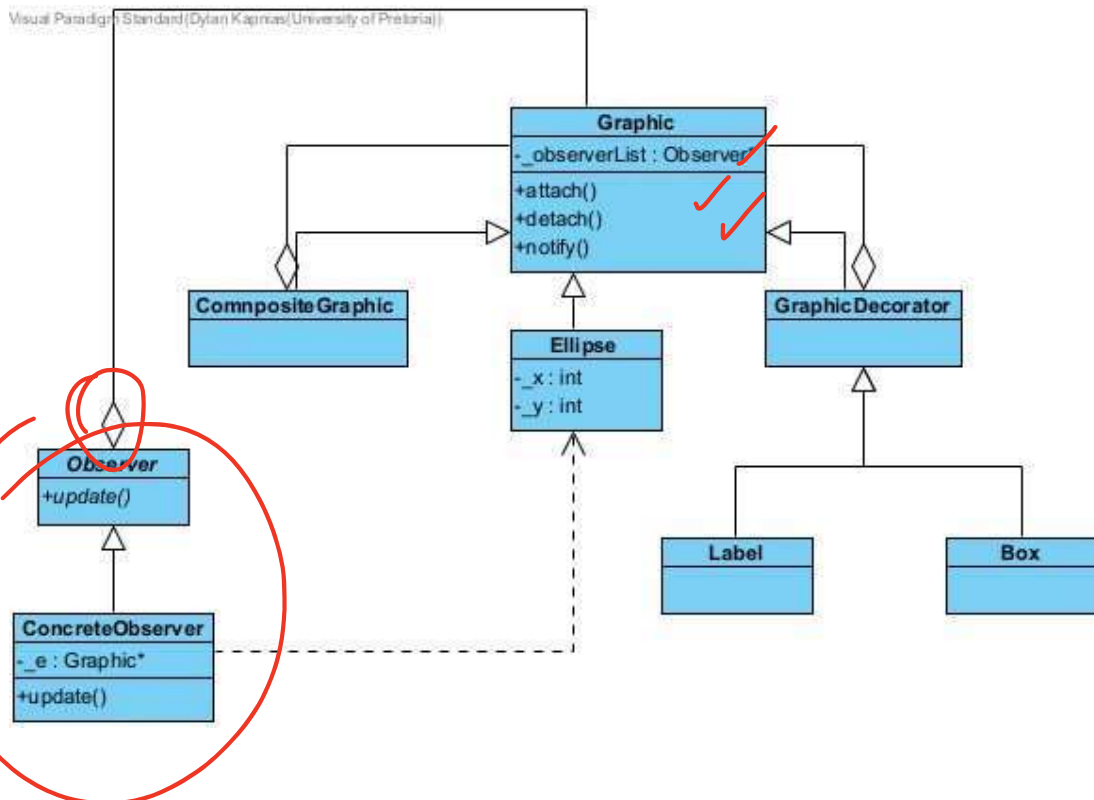 Visual Paradigm Standard(Dylan Kapnias(University of Pretoria))
Graphic
-_observerList : Observer*
+attach()
+detach()
+notify()
ComnpositeGraphic
GraphicDecorator
Ellipse
-_x : int
-_y : int
Observer
+update()
Label
Box
ConcreteObserver
-_e : Graphic*
+update()